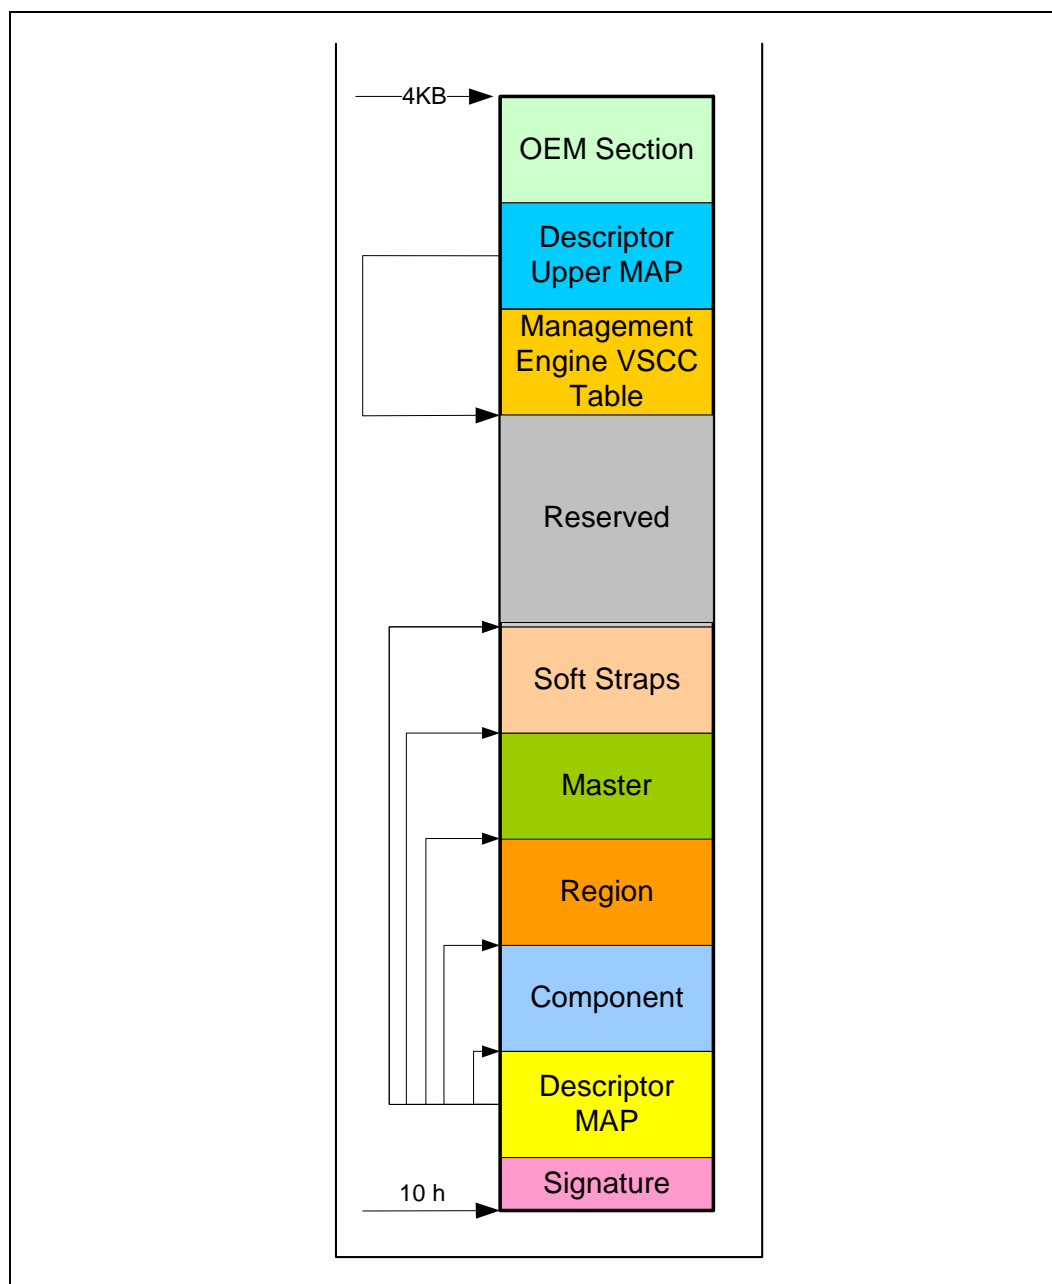 4KB
OEM Section
Descriptor
Upper MAP
Management
Engine VSCC
Table
Reserved
Soft Straps
Master
Region
Component
Descriptor
MAP
Signature
10 h